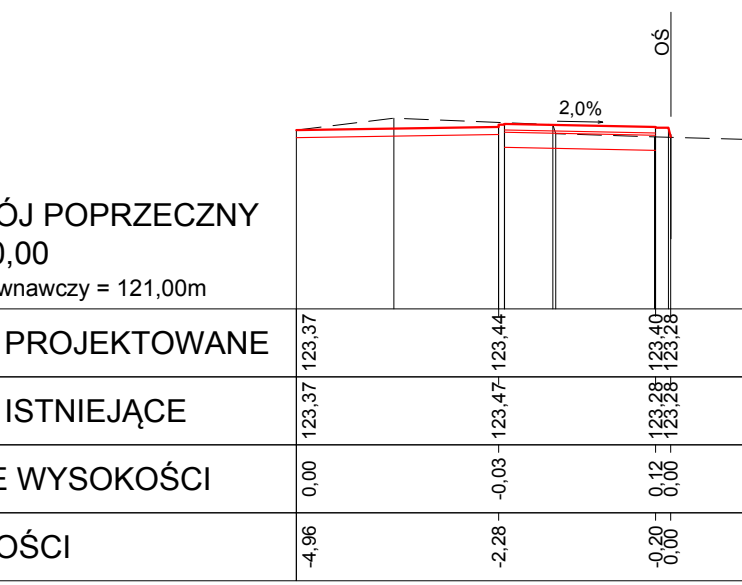 OŚ
2,0%
ÓJ POPRZECZNY
0,00
wnawczy = 121,00m
PROJEKTOWANE 123,37 123,44 123,40 123,28
ISTNIEJĄCE 123,37 123,47 123,28 123,28
E WYSOKOŚCI 0,00 -0,03 0,12 0,00
OŚCI -4,96 -2,28 -0,20 0,00